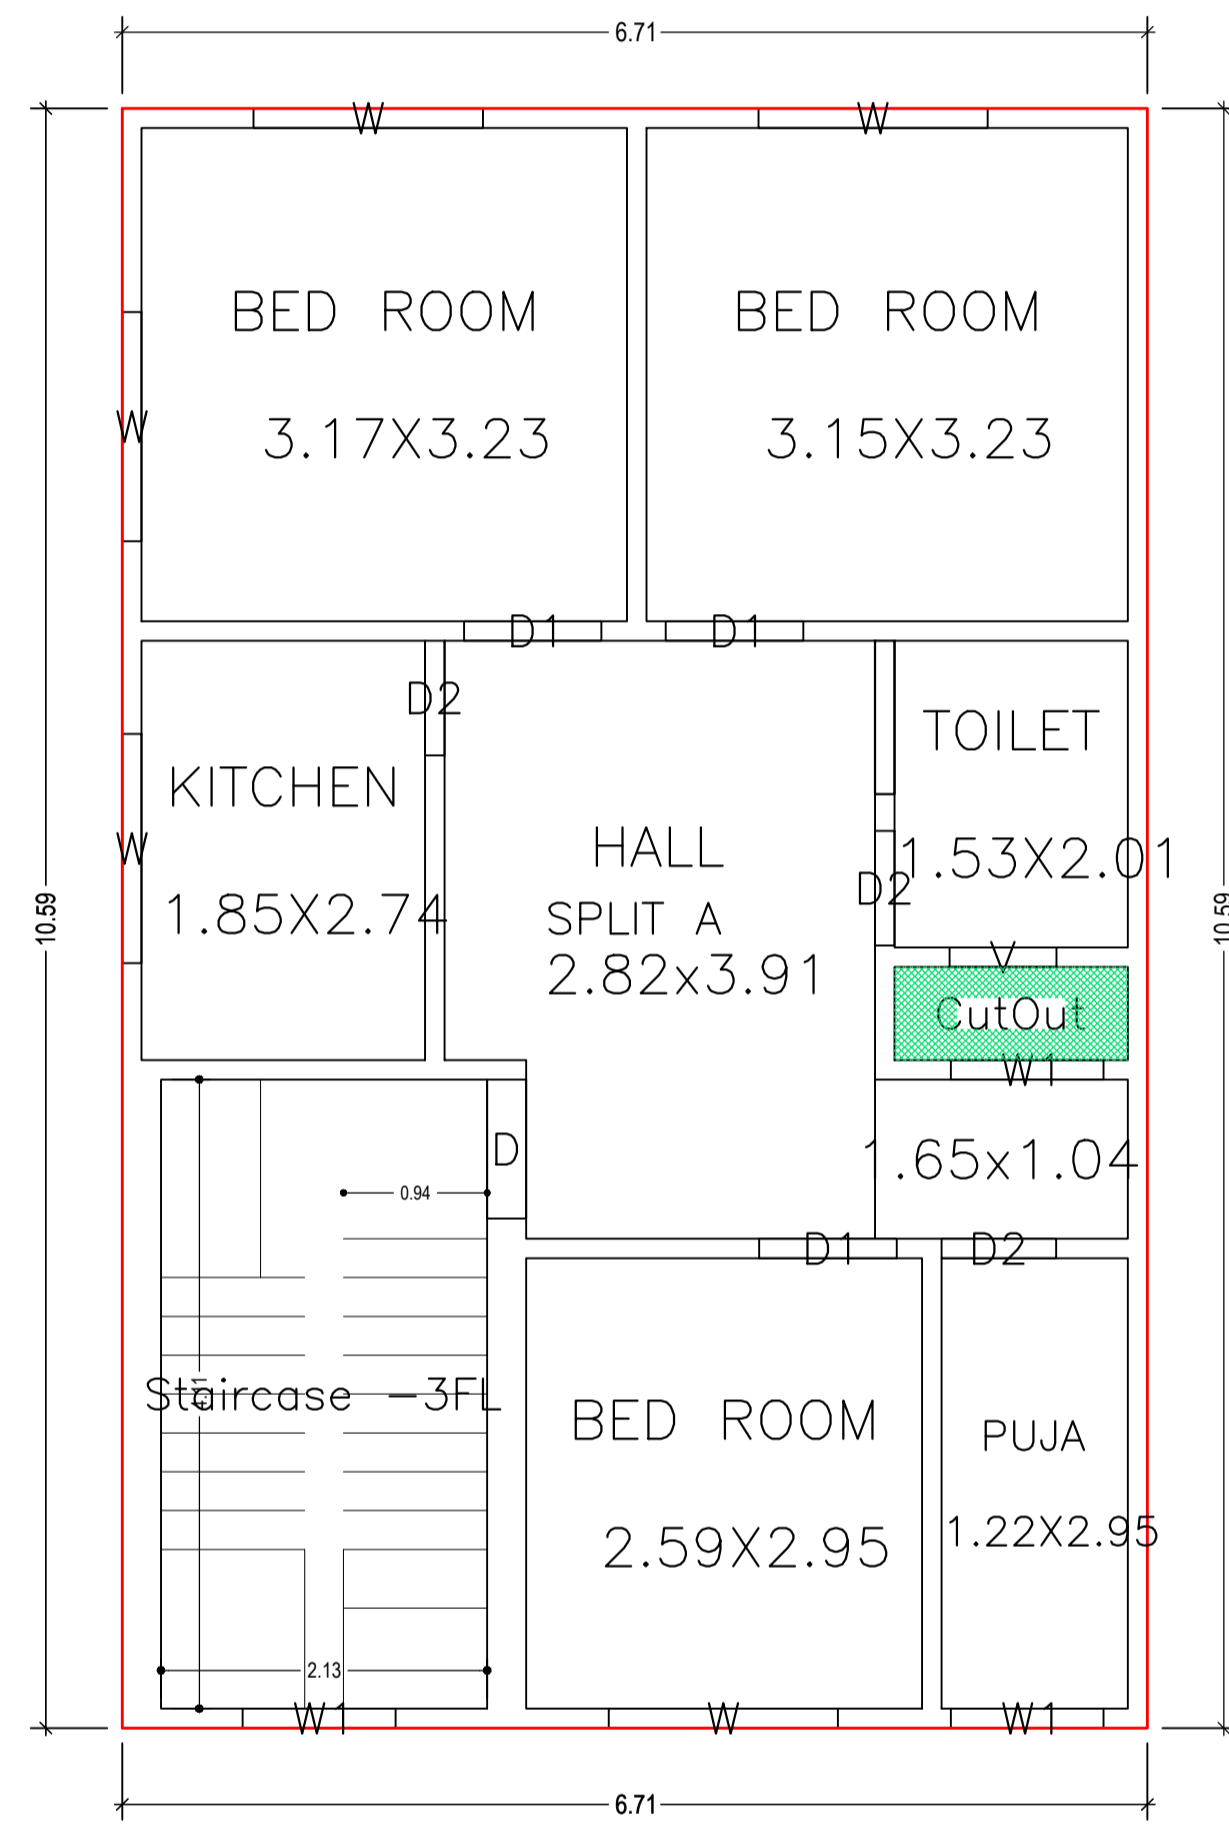 6.71
W
W
BED ROOM
BED ROOM
3.17X3.23
3.15X3.23
W
D1
D1
D2
TOILET
KITCHEN
HALL
W
1.53X2.01
D2
1.85X2.74
SPLIT A
10.59
10.59
2.82x3.91
V
CutOut
W1
D
1.65x1.04
0.94
D1
D2
Staircase -3FL
BED ROOM
PUJA
2.59X2.95
1.22X2.95
2.13
W1
W
W1
6.71